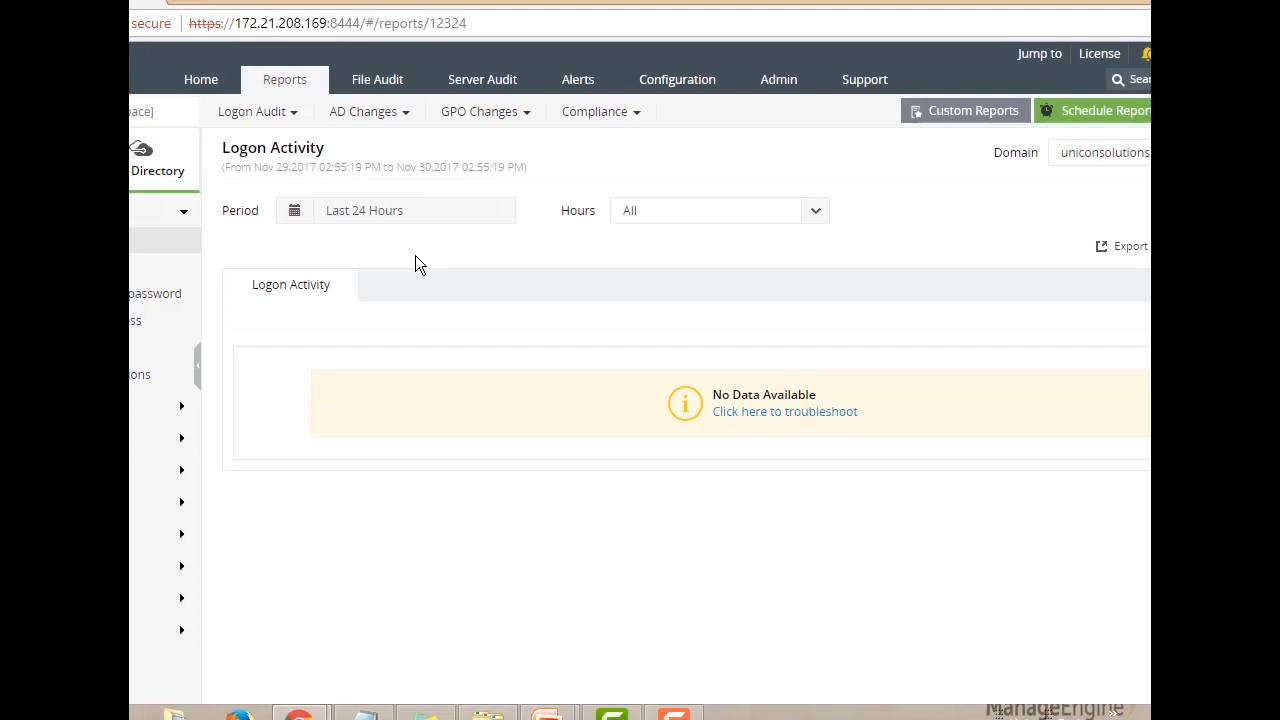 secure https://172.21.208.169:8444/#/reports/12324
Jump to License
Home Reports File Audit Server Audit Alerts Configuration Admin Support Sear
pace] Logon Audit AD Changes GPO Changes Compliance Custom Reports Schedule Repor
Directory
Logon Activity
(From Nov 29,2017 02:55:19 PM to Nov 30,2017 02:55:19 PM)
Domain uniconsolutions
Period Last 24 Hours Hours All
Export
Logon Activity
password
ess
ions
No Data Available
Click here to troubleshoot
ManageEngine